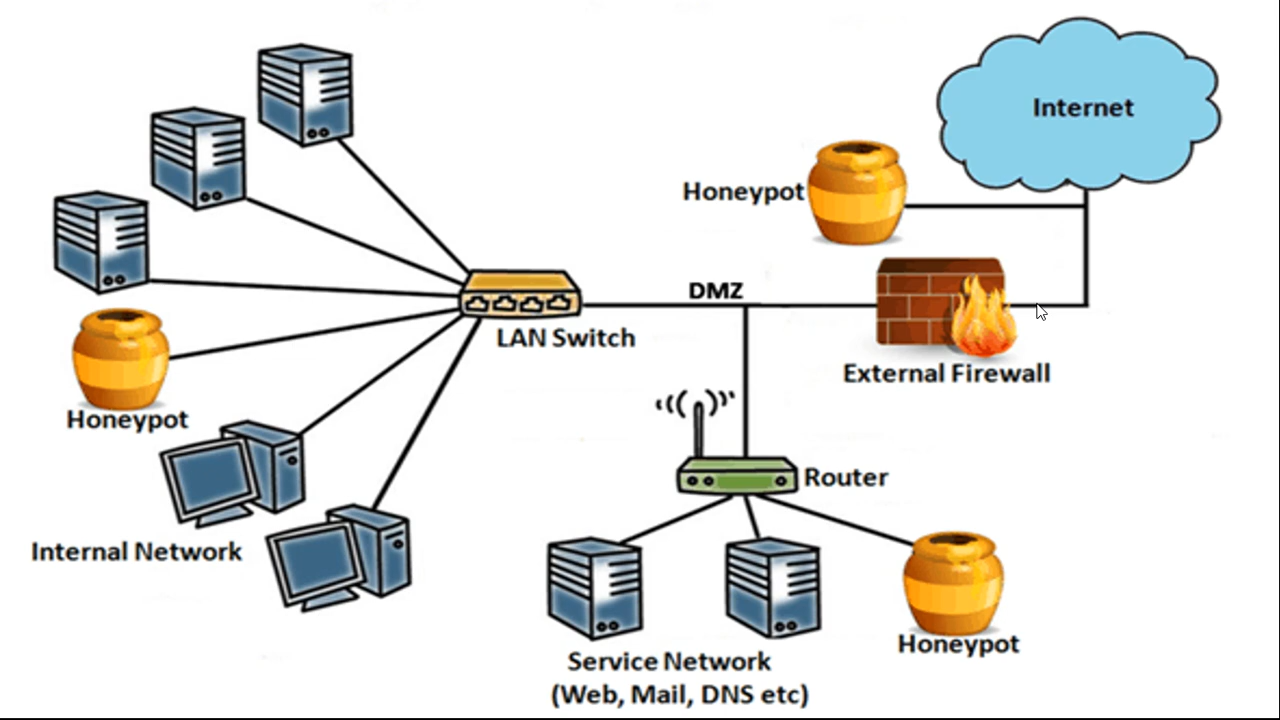 Internet
Honeypot
DMZ
LAN Switch
External Firewall
Honeypot
Router
Internal Network
Honeypot
Service Network
(Web, Mail, DNS etc)